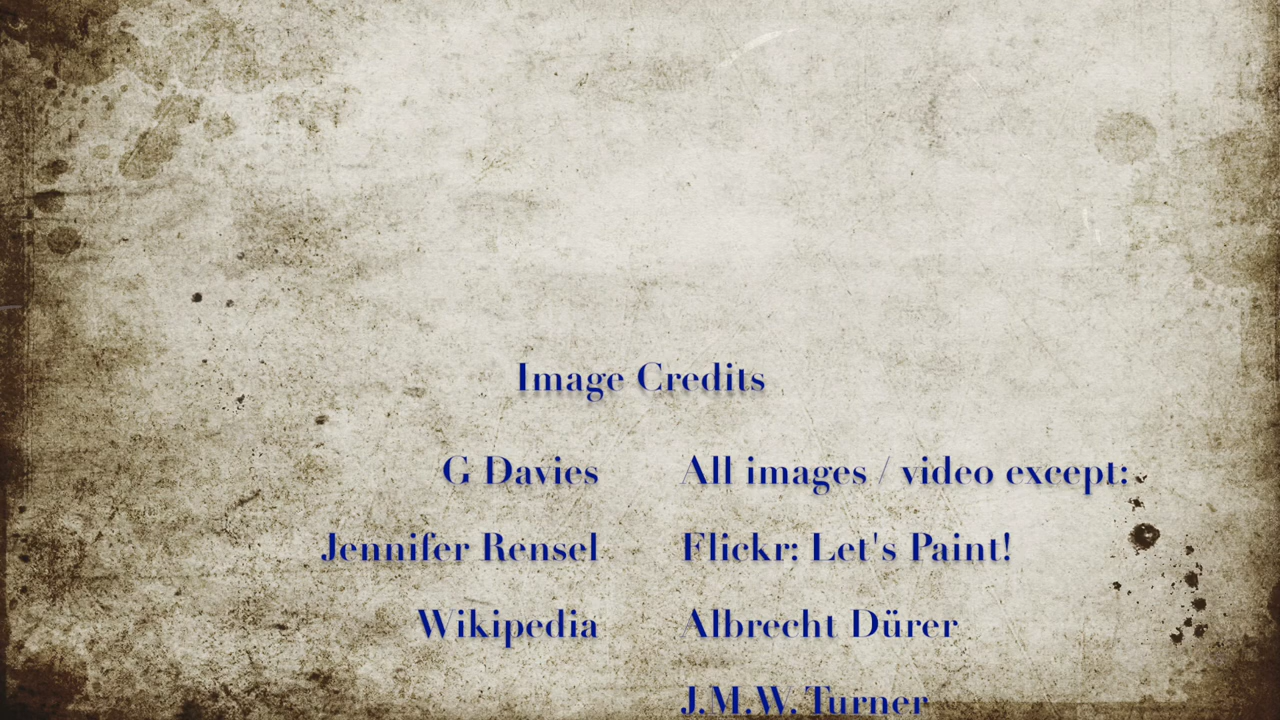 Image Credits
G Davies All images / video except:
Jennifer Rensel Flickr: Let's Paint!
Wikipedia Albrecht Dürer
J.M.W. Turner